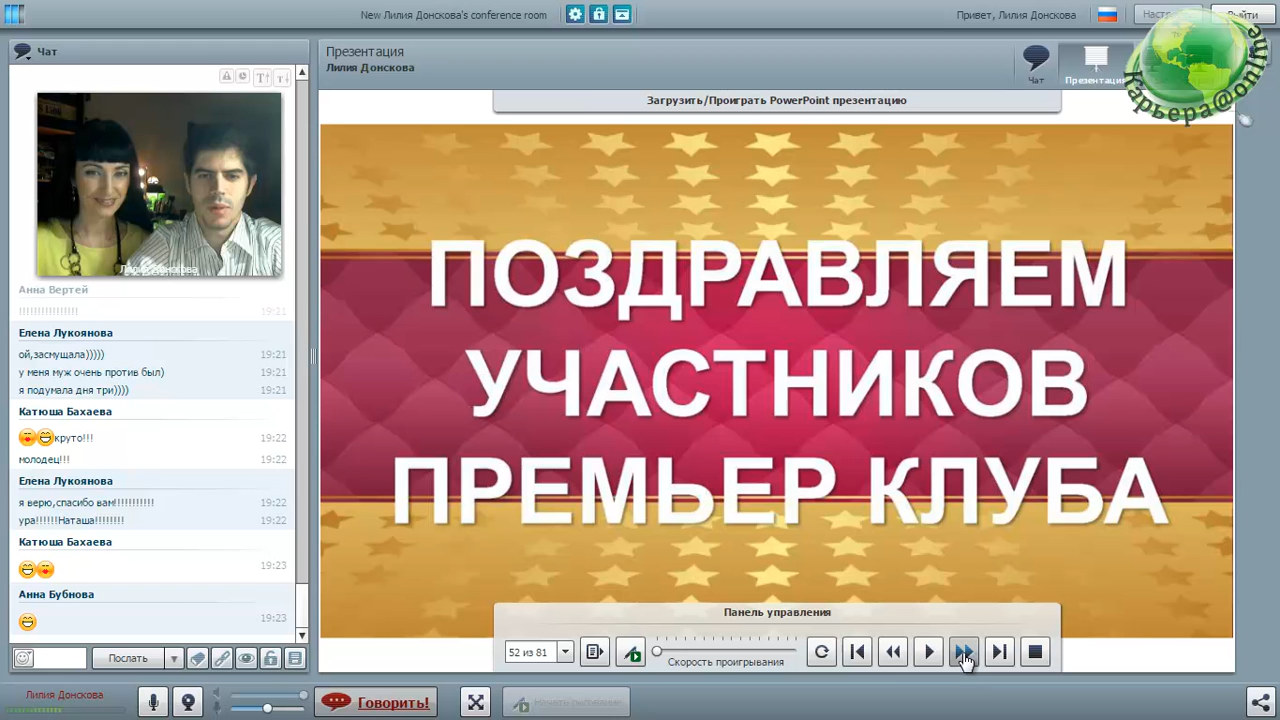 New Лилия Донскова's conference room
Привет, Лилия Донскова
Выйти
Чат
Лилия Донскова
Анна Вертей
!!!!!!!!!!!!!!!! 19:21
Елена Лукоянова
ой,засмущала))))) 19:21
у меня муж очень против был) 19:21
я подумала дня три)))) 19:21
Катюша Бахаева
круто!!! 19:22
молодец!!! 19:22
Елена Лукоянова
я верю,спасибо вам!!!!!!!!!!! 19:22
ура!!!!!!Наташа!!!!!!!! 19:22
Катюша Бахаева
19:23
Анна Бубнова
19:23
Послать
Презентация
Лилия Донскова
Чат
Презентация
карьера@online
Загрузить/Проиграть PowerPoint презентацию
ПОЗДРАВЛЯЕМ
УЧАСТНИКОВ
ПРЕМЬЕР КЛУБА
Панель управления
52 из 81
Скорость проигрывания
Лилия Донскова
Говорить!